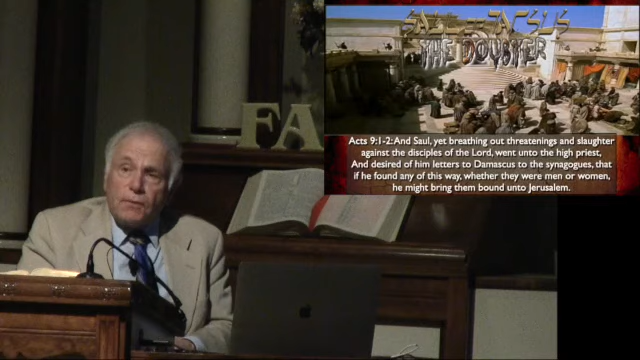 THE DOUBTER
Acts 9:1-2: And Saul, yet breathing out threatenings and slaughter
against the disciples of the Lord, went unto the high priest,
And desired of him letters to Damascus to the synagogues, that
if he found any of this way, whether they were men or women,
he might bring them bound unto Jerusalem.
FA